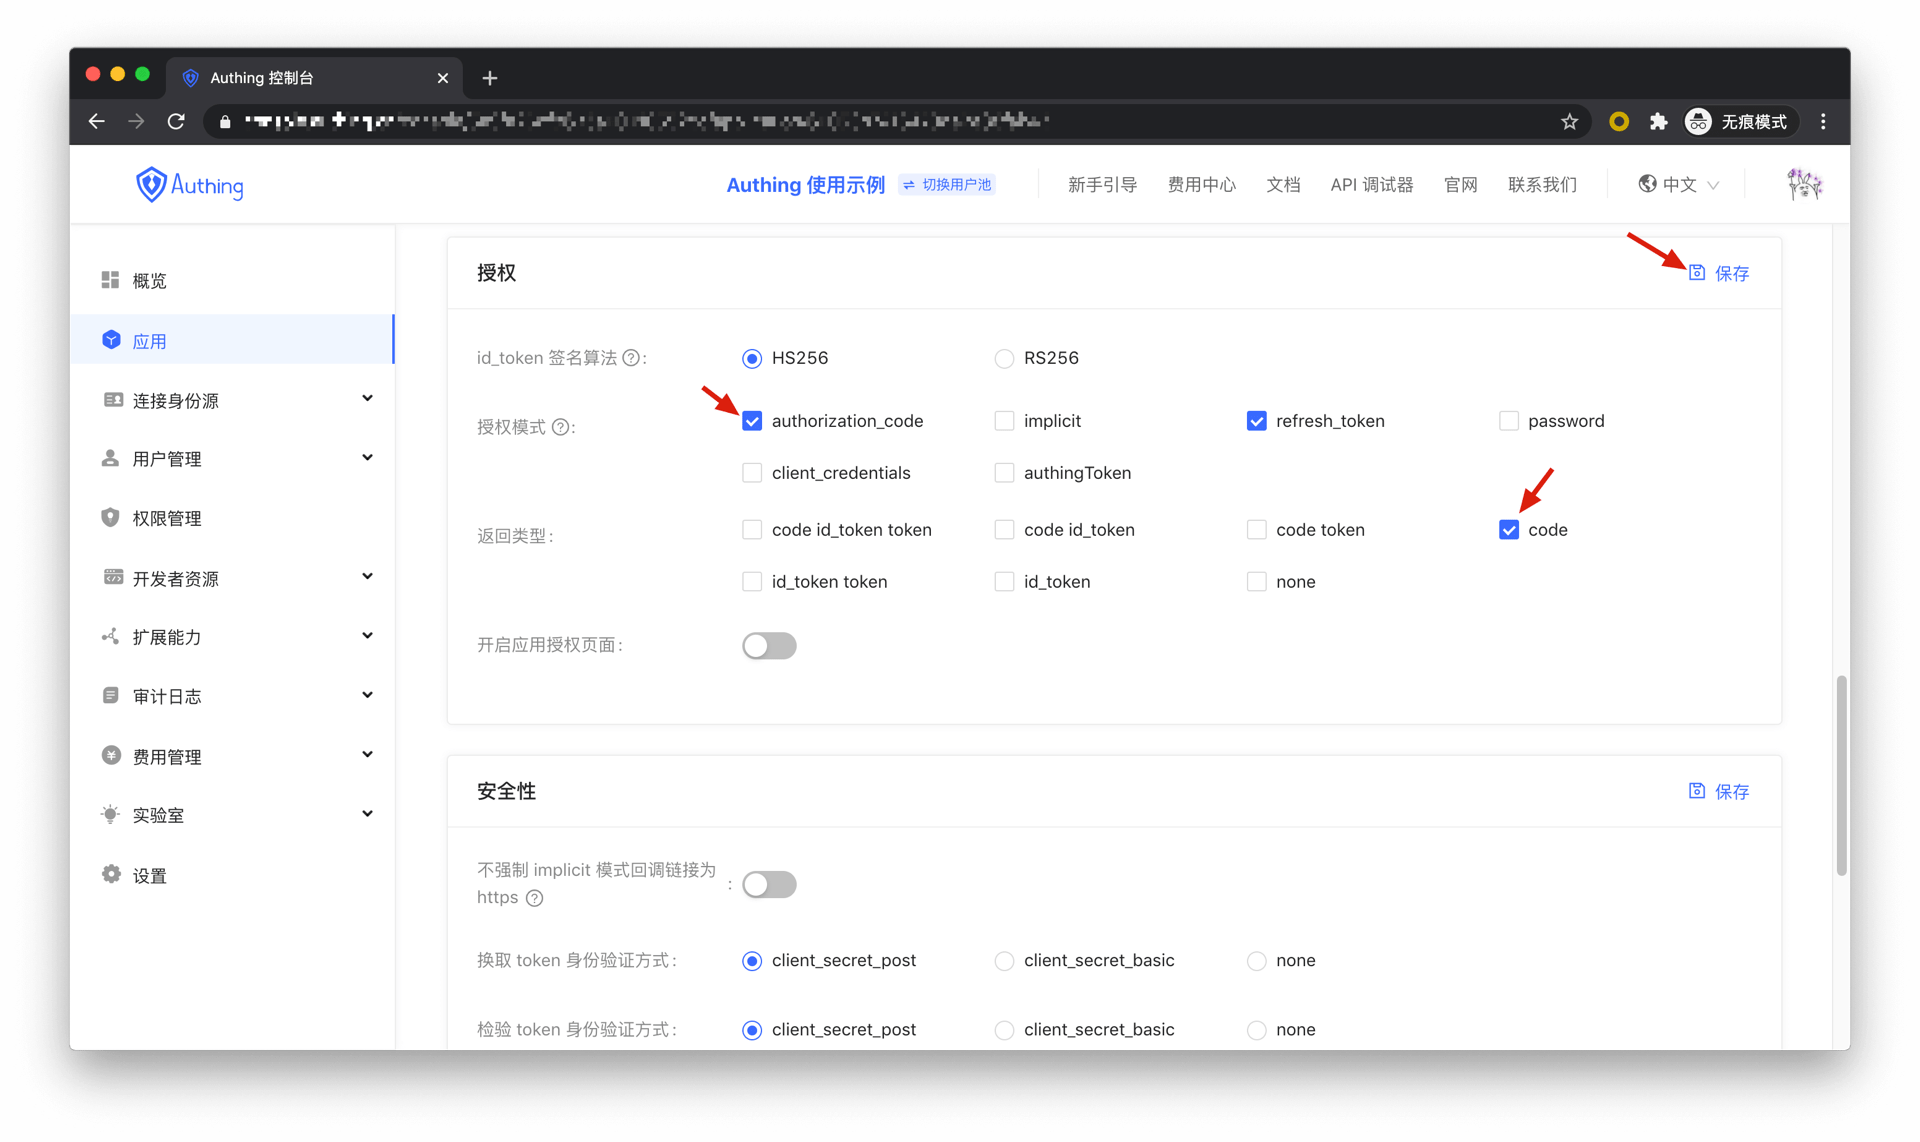 Authing 控制台
无痕模式
Authing
Authing 使用示例
切换用户池
新手引导
费用中心
文档
API 调试器
官网
联系我们
中文
概览
应用
连接身份源
用户管理
权限管理
开发者资源
扩展能力
审计日志
费用管理
实验室
设置
授权
保存
id_token 签名算法 ?:
HS256
RS256
授权模式 ?:
authorization_code
implicit
refresh_token
password
client_credentials
authingToken
返回类型:
code id_token token
code id_token
code token
code
id_token token
id_token
none
开启应用授权页面:
安全性
保存
不强制 implicit 模式回调链接为
https ? :
换取 token 身份验证方式:
client_secret_post
client_secret_basic
none
检验 token 身份验证方式:
client_secret_post
client_secret_basic
none